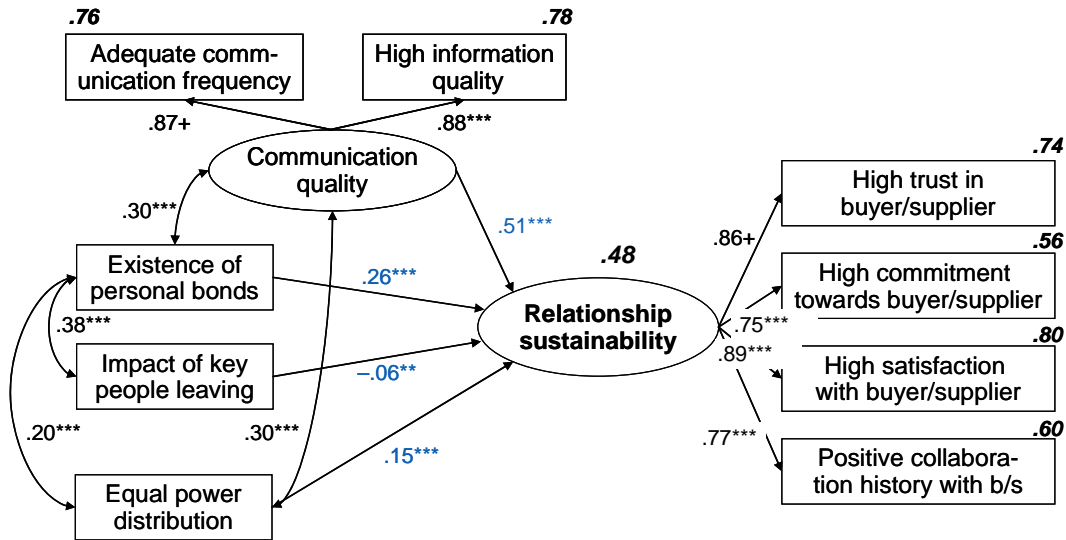 .76
.78
Adequate comm-
unication frequency
High information
quality
.87+
.88***
Communication
quality
.74
High trust in
buyer/supplier
.30***
.51***
.86+
.56
Existence of
personal bonds
.26***
.48
High commitment
towards buyer/supplier
Relationship
sustainability
.38***
.75***
.80
Impact of key
people leaving
–.06**
.89***
High satisfaction
with buyer/supplier
.20***
.30***
.15***
.77***
.60
Positive collabora-
tion history with b/s
Equal power
distribution